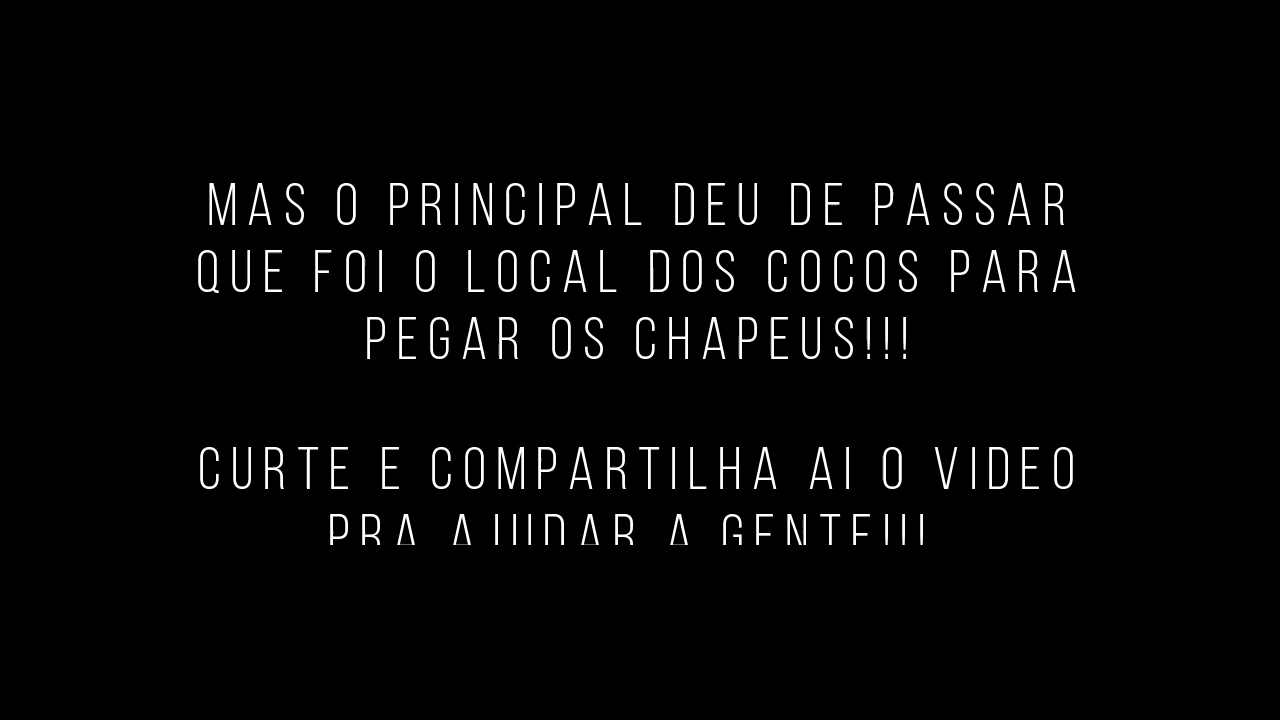 MAS O PRINCIPAL DEU DE PASSAR
QUE FOI O LOCAL DOS COCOS PARA
PEGAR OS CHAPEUS!!!
CURTE E COMPARTILHA AI O VIDEO
PRA AJUDAR A GENTE!!!